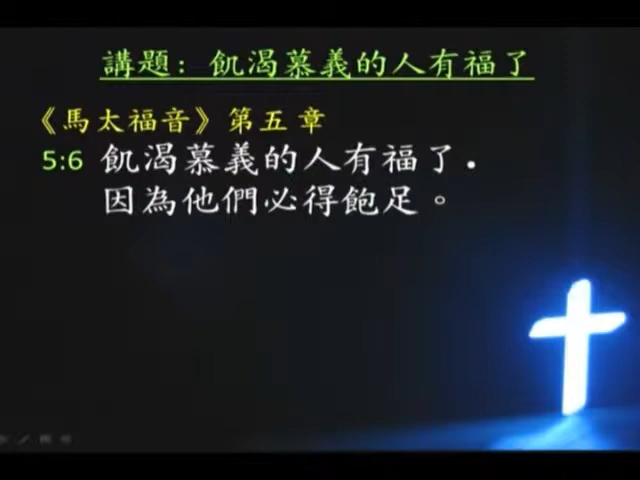 講題: 飢渴慕義的人有福了
《馬太福音》第五章
5:6 飢渴慕義的人有福了.
因為他們必得飽足。